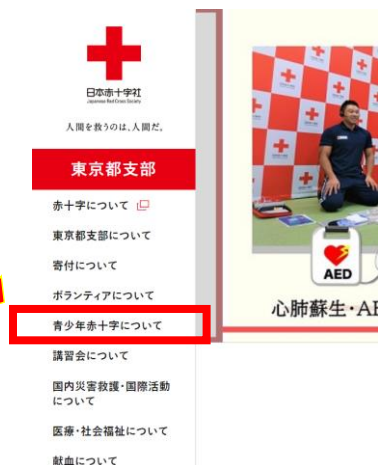 日本赤十字社
Japanese Red Cross Society
人間を救うのは、人間だ。
東京都支部
赤十字について
東京都支部について
寄付について
ボランティアについて
青少年赤十字について
講習会について
国内災害救護・国際活動
について
医療・社会福祉について
献血について
AED
心肺蘇生・AE